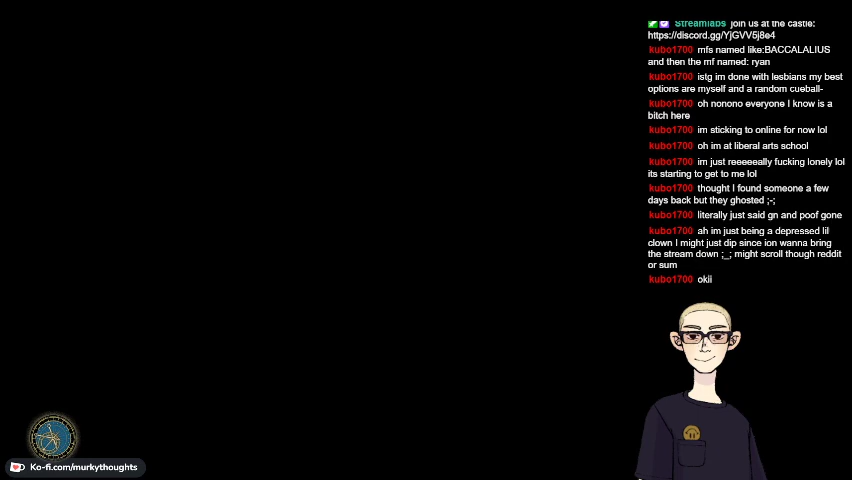 Streamlabs join us at the castle:
https://discord.gg/YjGVV5j8e4
kubo1700 mfs named like:BACCALALIUS
and then the mf named: ryan
kubo1700 istg im done with lesbians my best
options are myself and a random cueball-
kubo1700 oh nonono everyone I know is a
bitch here
kubo1700 im sticking to online for now lol
kubo1700 oh im at liberal arts school
kubo1700 im just reeeeeally fucking lonely lol
its starting to get to me lol
kubo1700 thought I found someone a few
days back but they ghosted ;-;
kubo1700 literally just said gn and poof gone
kubo1700 ah im just being a depressed lil
clown I might just dip since ion wanna bring
the stream down ;_; might scroll though reddit
or sum
kubo1700 okii
Ko-fi.com/murkythoughts